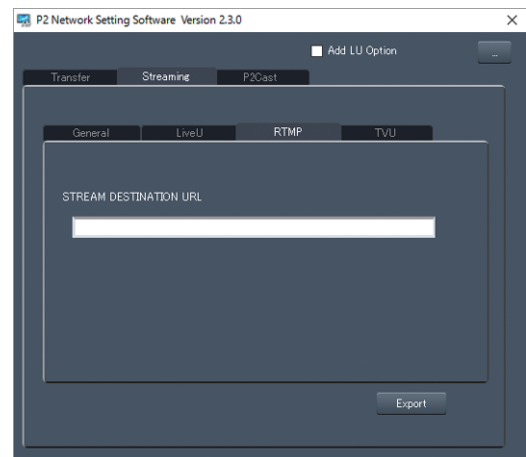 P2 Network Setting Software Version 2.3.0
Add LU Option
...
Transfer Streaming P2Cast
General LiveU RTMP TVU
STREAM DESTINATION URL
Export